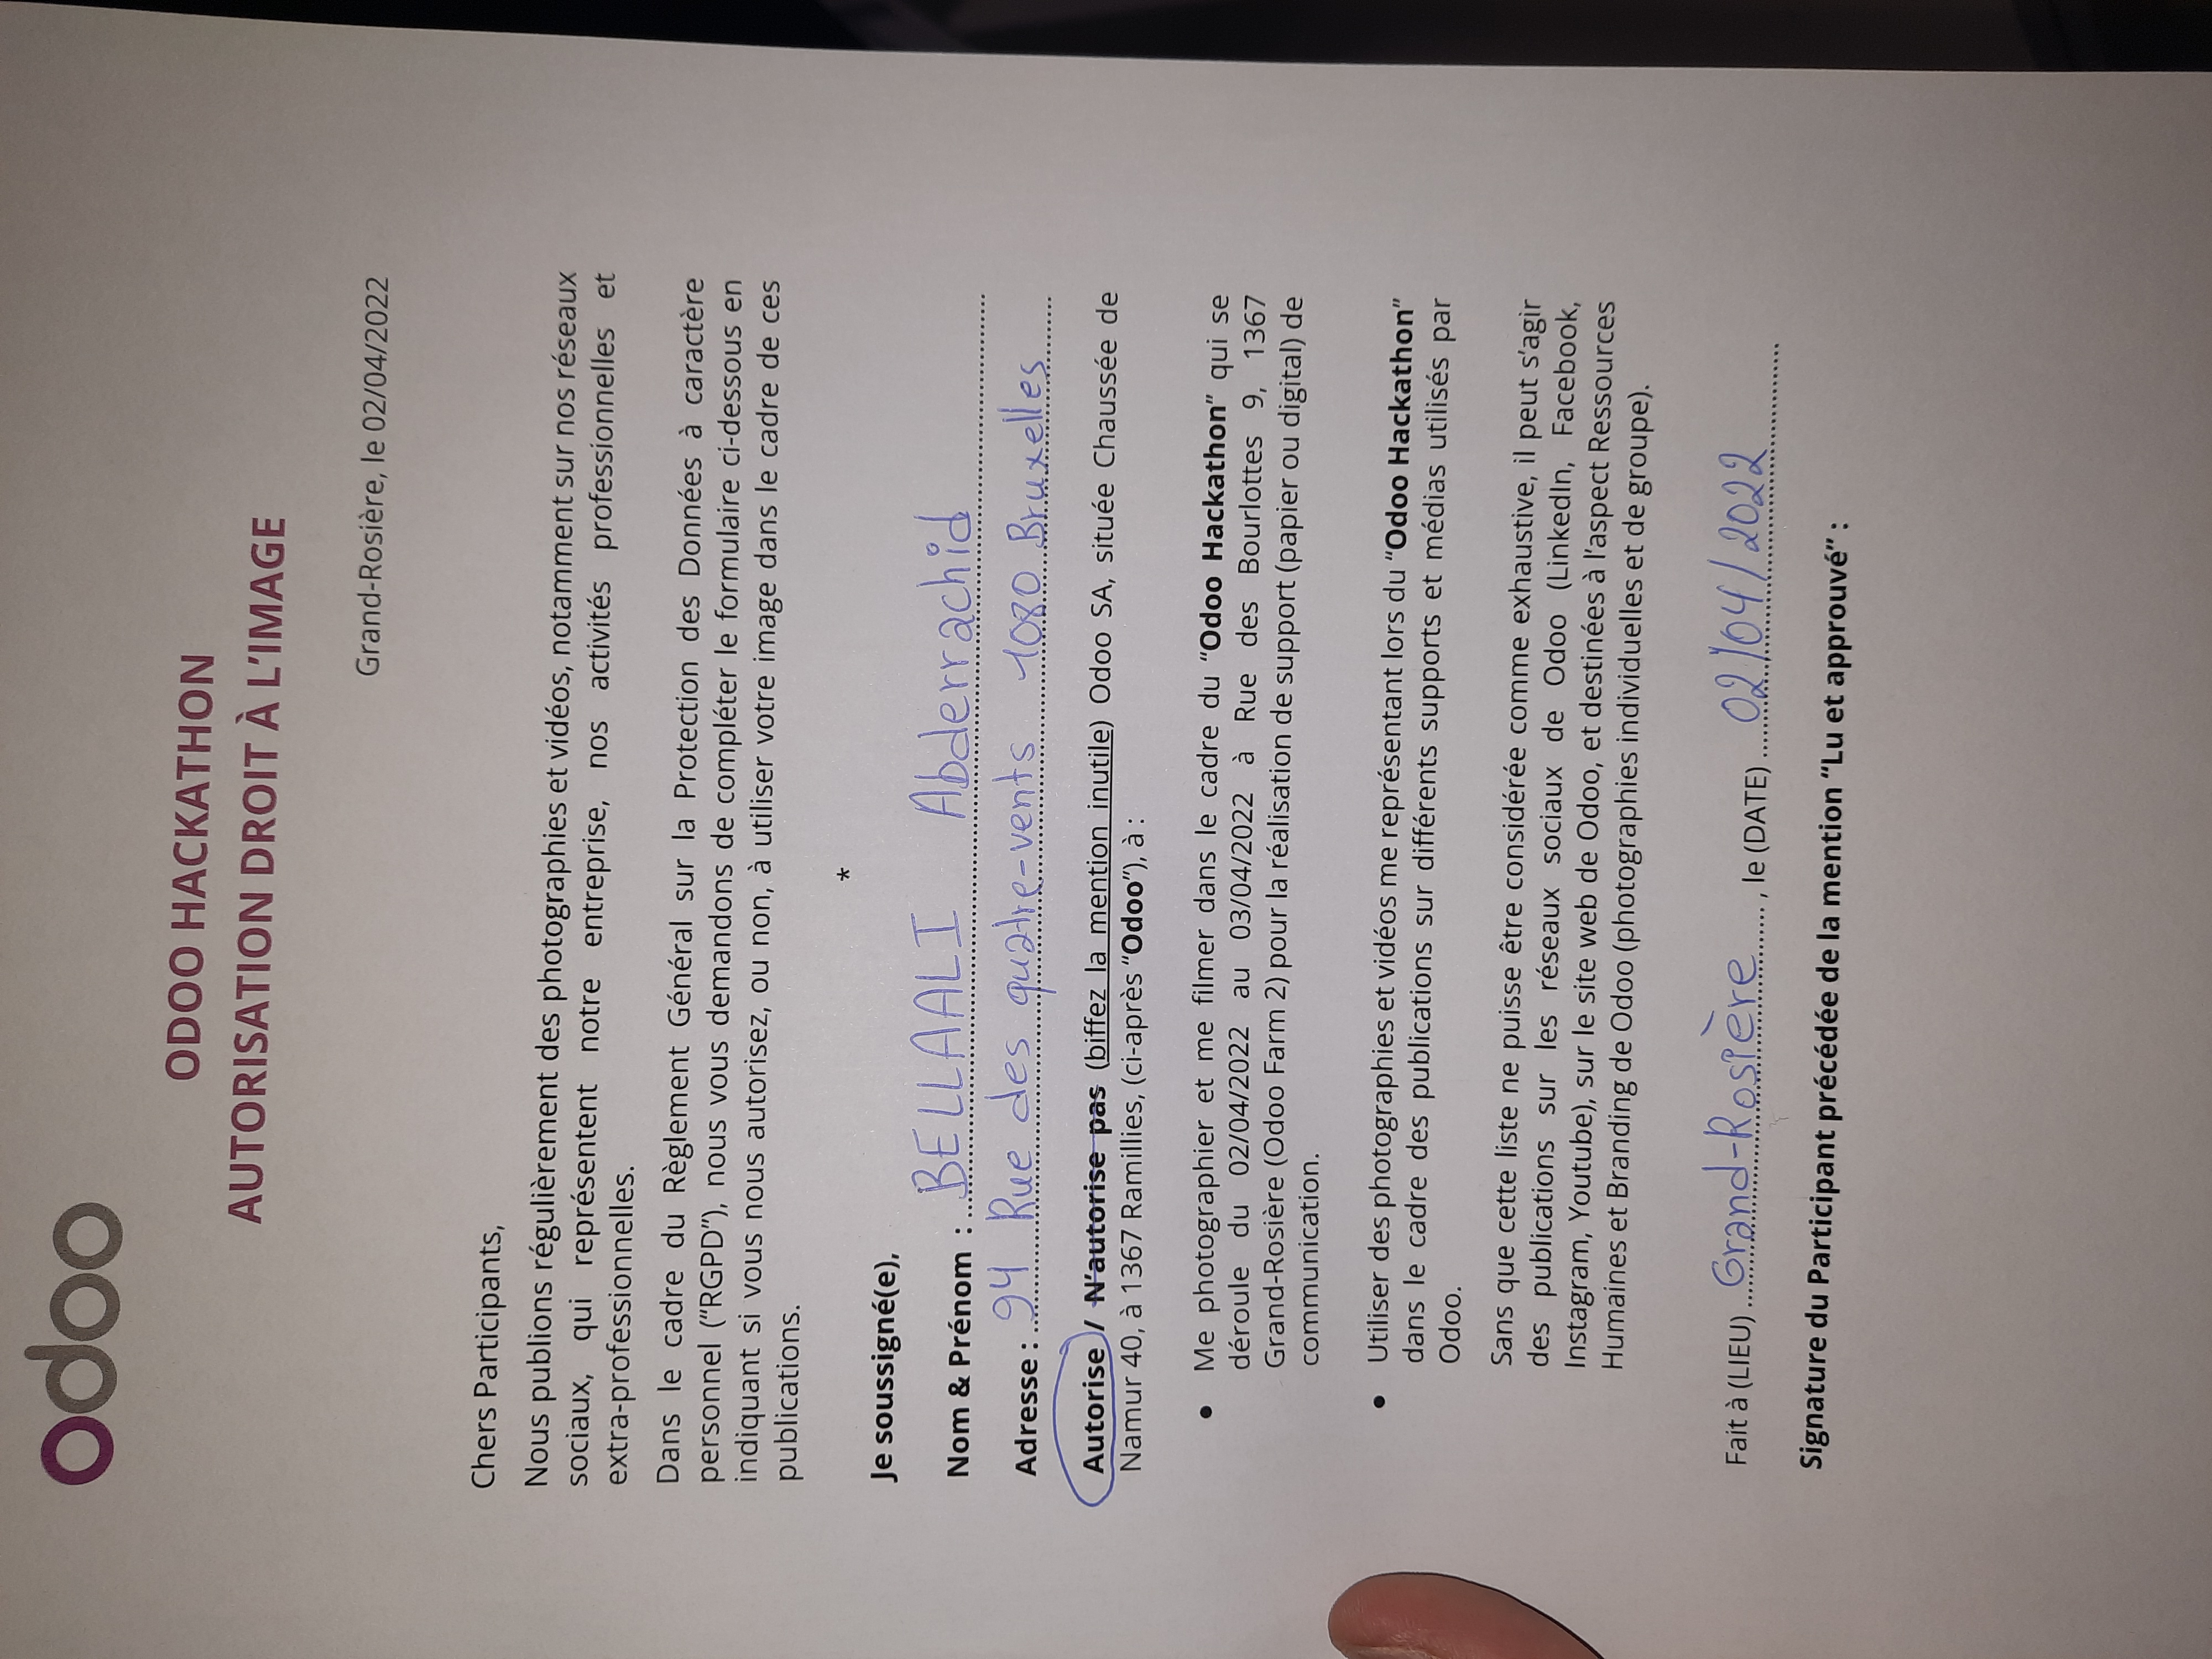 odoo
ODOO HACKATHON
AUTORISATION DROIT À L'IMAGE
Grand-Rosière, le 02/04/2022
Chers Participants,
Nous publions régulièrement des photographies et vidéos, notamment sur nos réseaux
sociaux, qui représentent notre entreprise, nos activités professionnelles et
extra-professionnelles.
Dans le cadre du Règlement Général sur la Protection des Données à caractère
personnel (“RGPD”), nous vous demandons de compléter le formulaire ci-dessous en
indiquant si vous nous autorisez, ou non, à utiliser votre image dans le cadre de ces
publications.
*
Je soussigné(e),
Nom & Prénom : BELLAALI Abderrachid
Adresse : 94 Rue des quatre-vents 1080 Bruxelles
Autorise / N'autorise pas (biffez la mention inutile) Odoo SA, située Chaussée de
Namur 40, à 1367 Ramillies, (ci-après “Odoo”), à :
• Me photographier et me filmer dans le cadre du “Odoo Hackathon” qui se
déroule du 02/04/2022 au 03/04/2022 à Rue des Bourlottes 9, 1367
Grand-Rosière (Odoo Farm 2) pour la réalisation de support (papier ou digital) de
communication.
• Utiliser des photographies et vidéos me représentant lors du “Odoo Hackathon”
dans le cadre des publications sur différents supports et médias utilisés par
Odoo.
Sans que cette liste ne puisse être considérée comme exhaustive, il peut s'agir
des publications sur les réseaux sociaux de Odoo (LinkedIn, Facebook,
Instagram, Youtube), sur le site web de Odoo, et destinées à l'aspect Ressources
Humaines et Branding de Odoo (photographies individuelles et de groupe).
Fait à (LIEU) Grand-Rosière , le (DATE) 02/04/2022
Signature du Participant précédée de la mention “Lu et approuvé” :